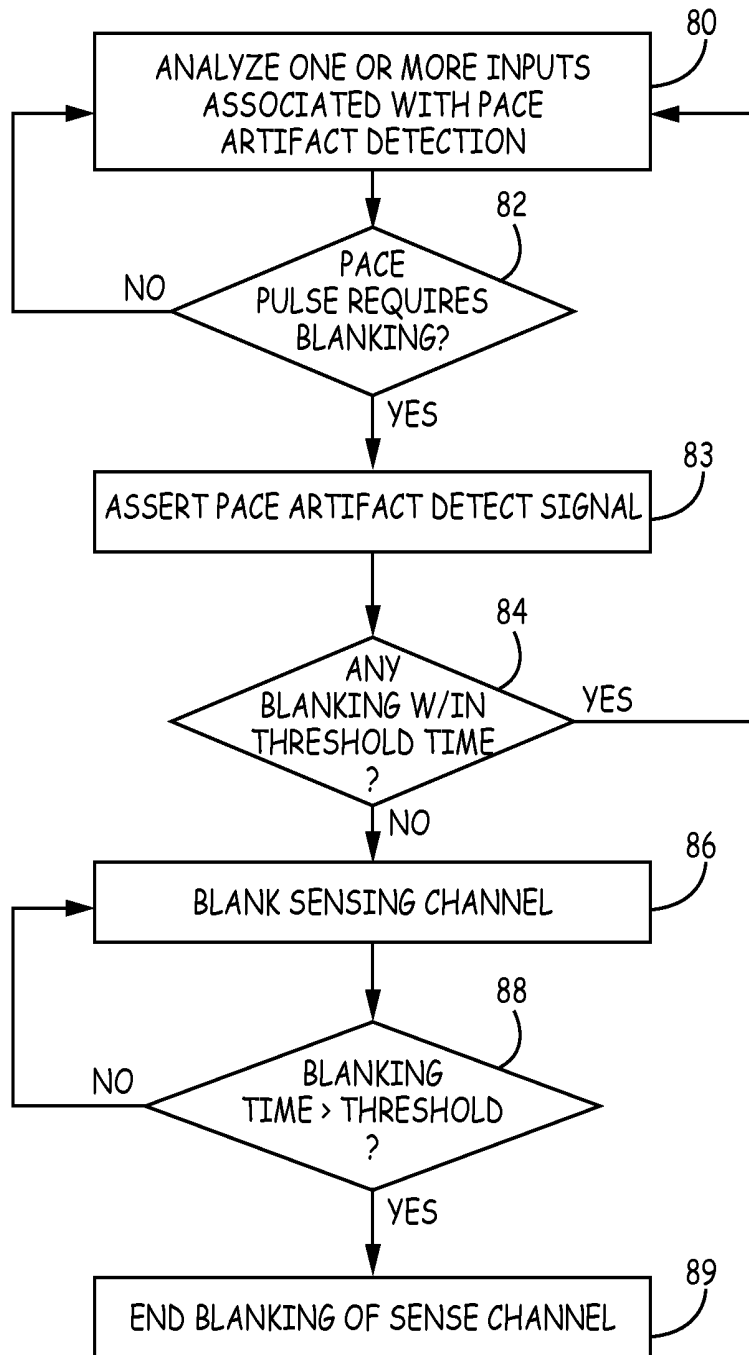 80
ANALYZE ONE OR MORE INPUTS
ASSOCIATED WITH PACE
ARTIFACT DETECTION
82
PACE
PULSE REQUIRES
BLANKING?
NO
YES
83
ASSERT PACE ARTIFACT DETECT SIGNAL
84
ANY
BLANKING W/IN
THRESHOLD TIME
?
YES
NO
86
BLANK SENSING CHANNEL
88
BLANKING
TIME > THRESHOLD
?
NO
YES
89
END BLANKING OF SENSE CHANNEL